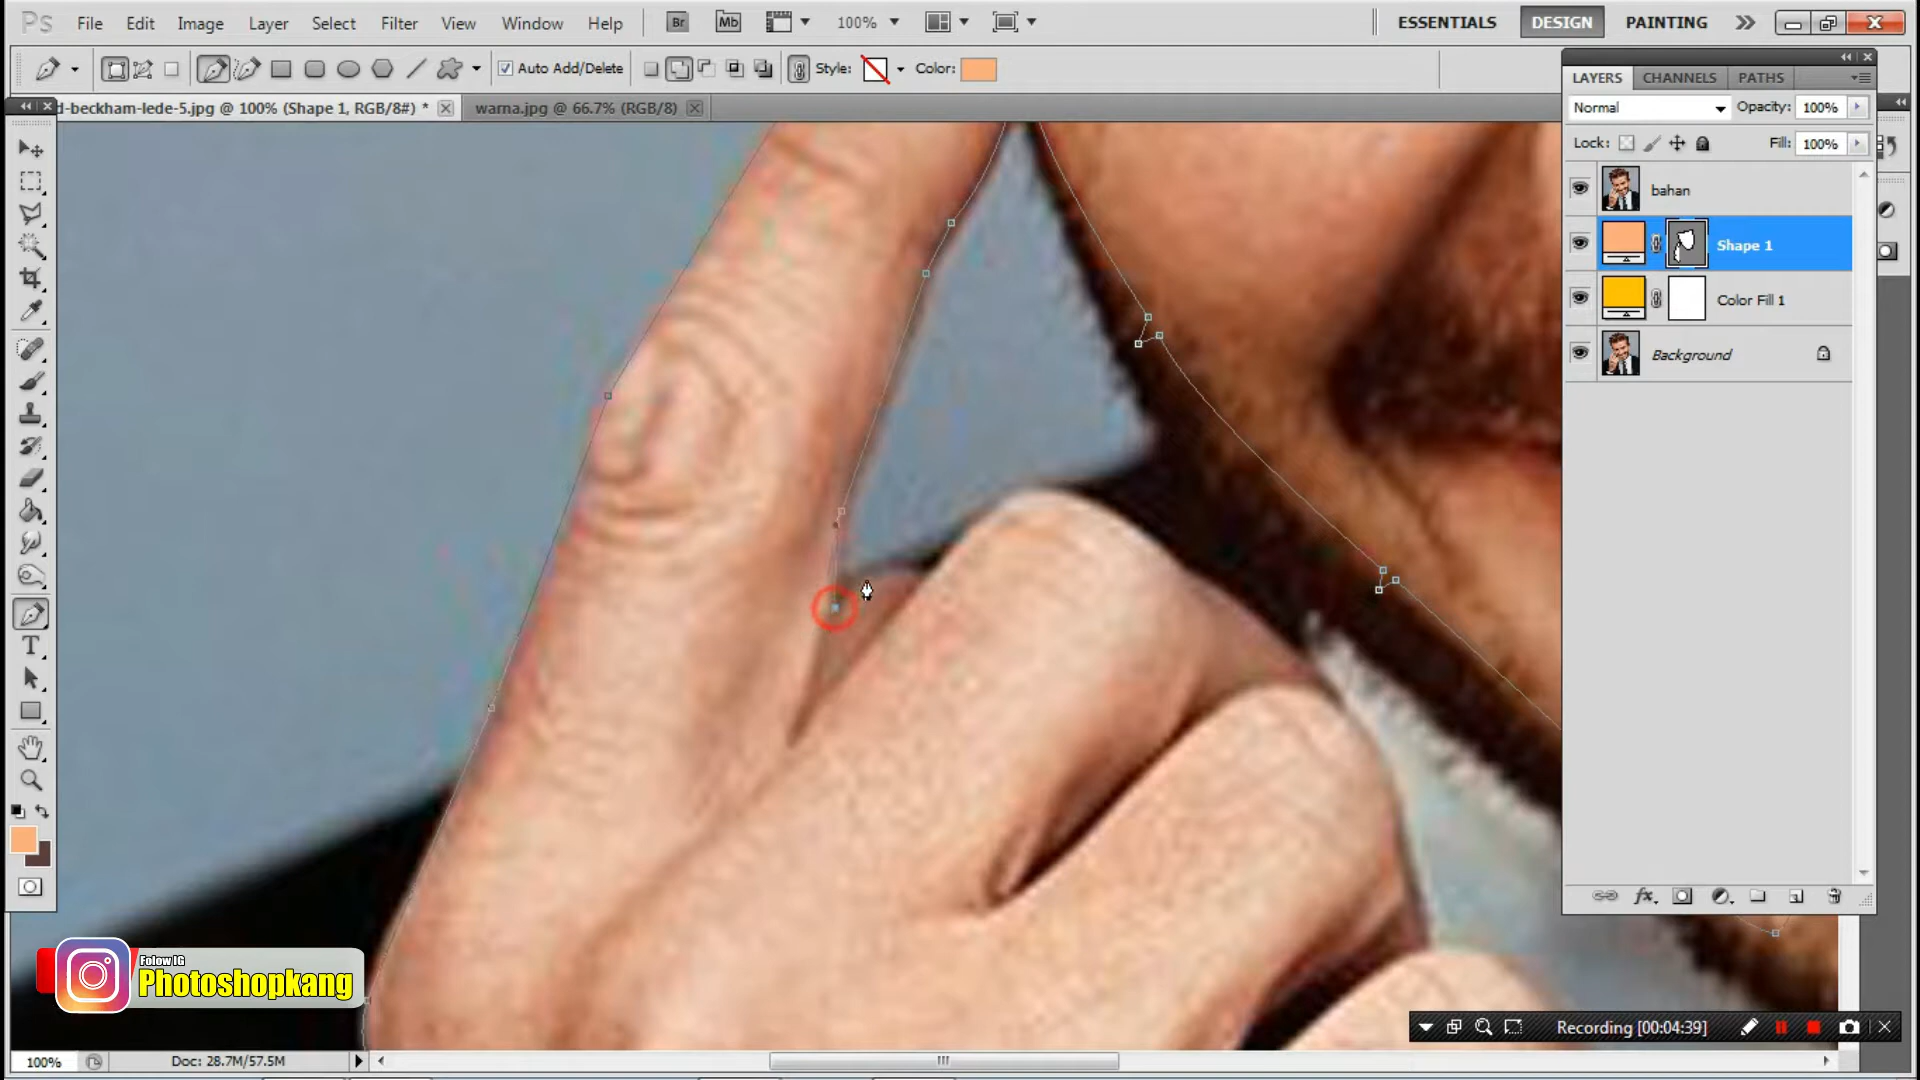 Ps File Edit Image Layer Select Filter View Window Help Br Mb 100% ESSENTIALS DESIGN PAINTING
Auto Add/Delete Style: Color:
d-beckham-lede-5.jpg @ 100% (Shape 1, RGB/8#) * warna.jpg @ 66.7% (RGB/8)
LAYERS CHANNELS PATHS
Normal Opacity: 100%
Lock: Fill: 100%
bahan
Shape 1
Color Fill 1
Background
T
fx
Folow IG
Photoshopkang
Recording [00:04:39]
100% Doc: 28.7M/57.5M